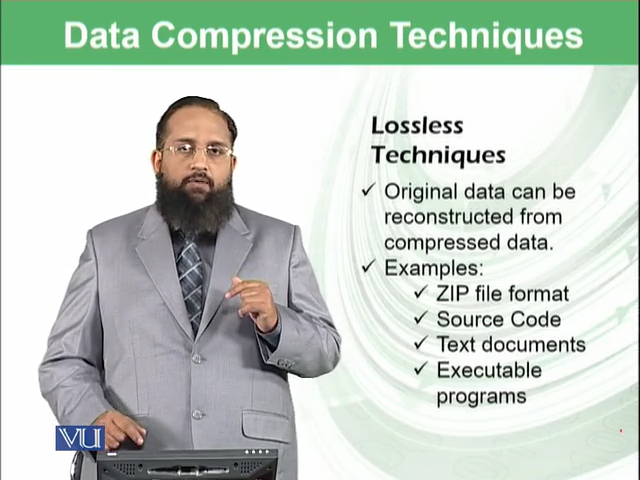 Data Compression Techniques
Lossless
Techniques
✓ Original data can be
reconstructed from
compressed data.
✓ Examples:
✓ ZIP file format
✓ Source Code
✓ Text documents
✓ Executable
programs
VU